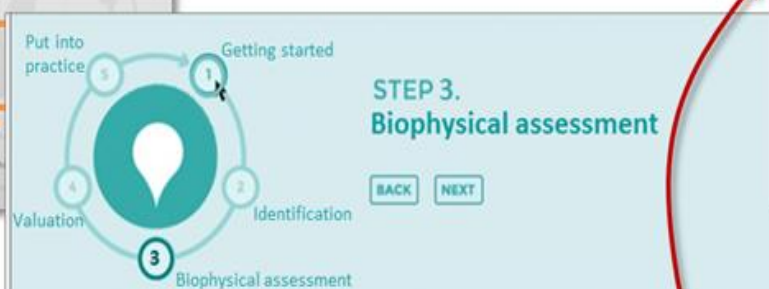 Put into
practice
5
1
Getting started
STEP 3.
Biophysical assessment
BACK NEXT
4
2
Valuation
Identification
3
Biophysical assessment